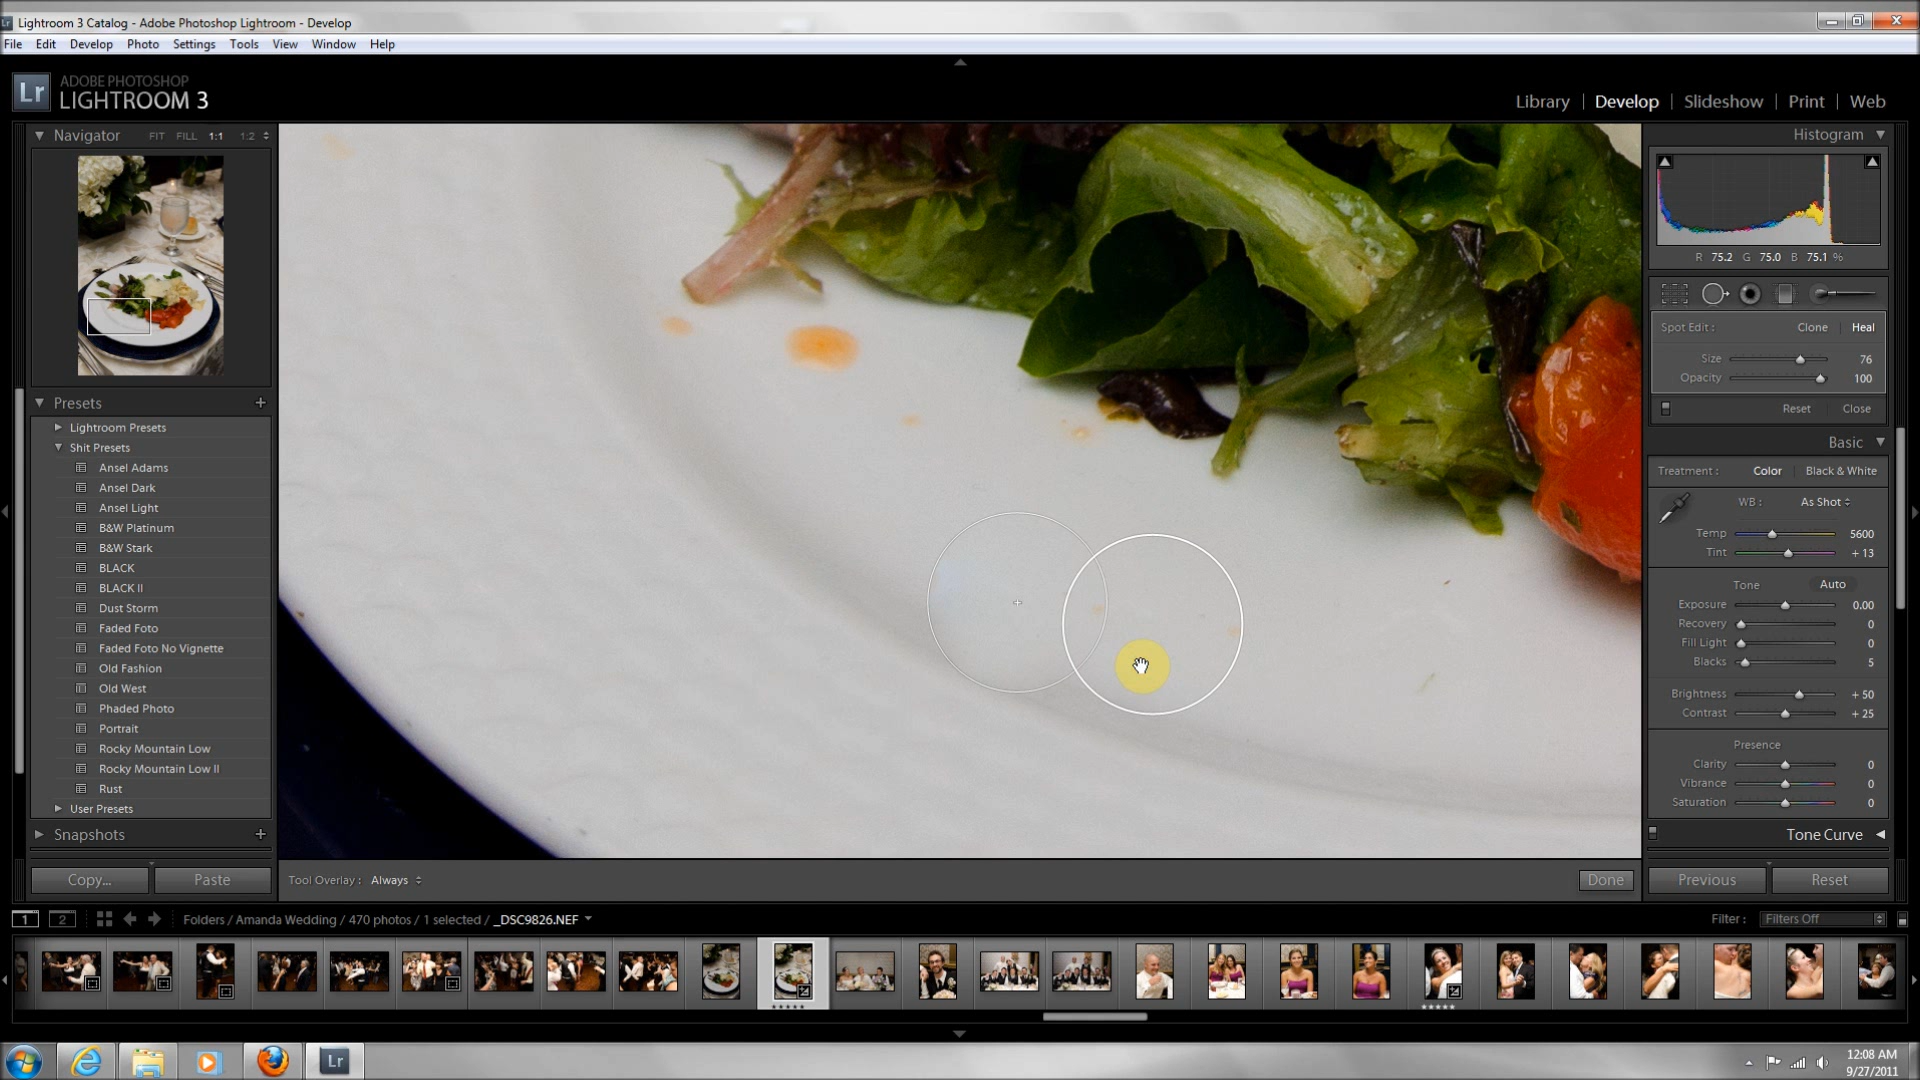 Lr Lightroom 3 Catalog - Adobe Photoshop Lightroom - Develop
File Edit Develop Photo Settings Tools View Window Help
Lr ADOBE PHOTOSHOP
LIGHTROOM 3
Library | Develop | Slideshow | Print | Web
Navigator FIT FILL 1:1 1:2
Presets +
Lightroom Presets
Shit Presets
Ansel Adams
Ansel Dark
Ansel Light
B&W Platinum
B&W Stark
BLACK
BLACK II
Dust Storm
Faded Foto
Faded Foto No Vignette
Old Fashion
Old West
Phaded Photo
Portrait
Rocky Mountain Low
Rocky Mountain Low II
Rust
User Presets
Snapshots +
Copy... Paste
Tool Overlay : Always
Done
Histogram
R 75.2 G 75.0 B 75.1 %
Spot Edit : Clone | Heal
Size 76
Opacity 100
Reset Close
Basic
Treatment : Color | Black & White
WB : As Shot
Temp 5600
Tint + 13
Tone Auto
Exposure 0.00
Recovery 0
Fill Light 0
Blacks 5
Brightness + 50
Contrast + 25
Presence
Clarity 0
Vibrance 0
Saturation 0
Tone Curve
Previous Reset
1 2 Folders / Amanda Wedding / 470 photos / 1 selected / _DSC9826.NEF
Filter : Filters Off
Lr
12:08 AM
9/27/2011